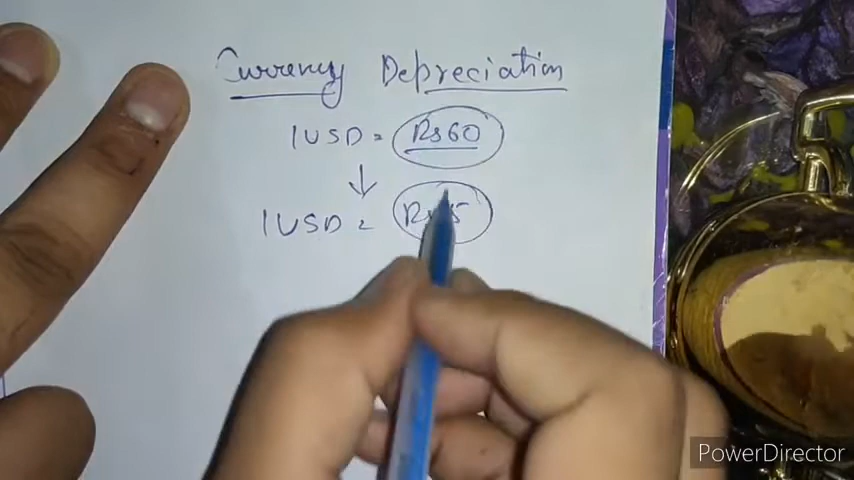 Currency Depreciation
1USD = Rs60
1USD =
PowerDirector